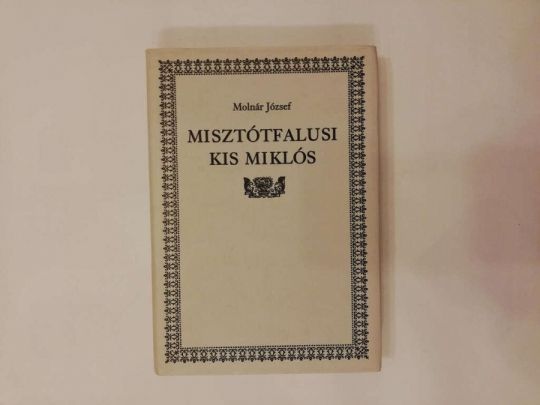 Molnár József
MISZTÓTFALUSI
KIS MIKLÓS